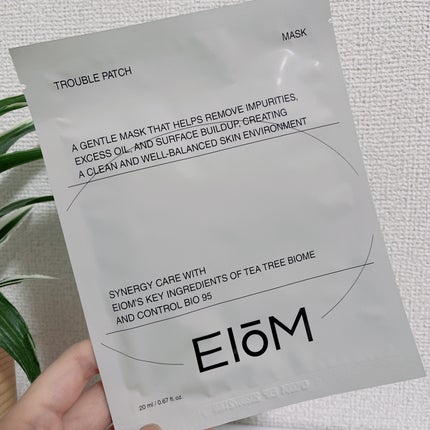 TROUBLE PATCH
MASK
A GENTLE MASK THAT HELPS REMOVE IMPURITIES,
EXCESS OIL, AND SURFACE BUILDUP, CREATING
A CLEAN AND WELL-BALANCED SKIN ENVIRONMENT
SYNERGY CARE WITH
EIOM'S KEY INGREDIENTS OF TEA TREE BIOME
AND CONTROL BIO 95
EIōM
20 ml / 0.67 fl. oz.